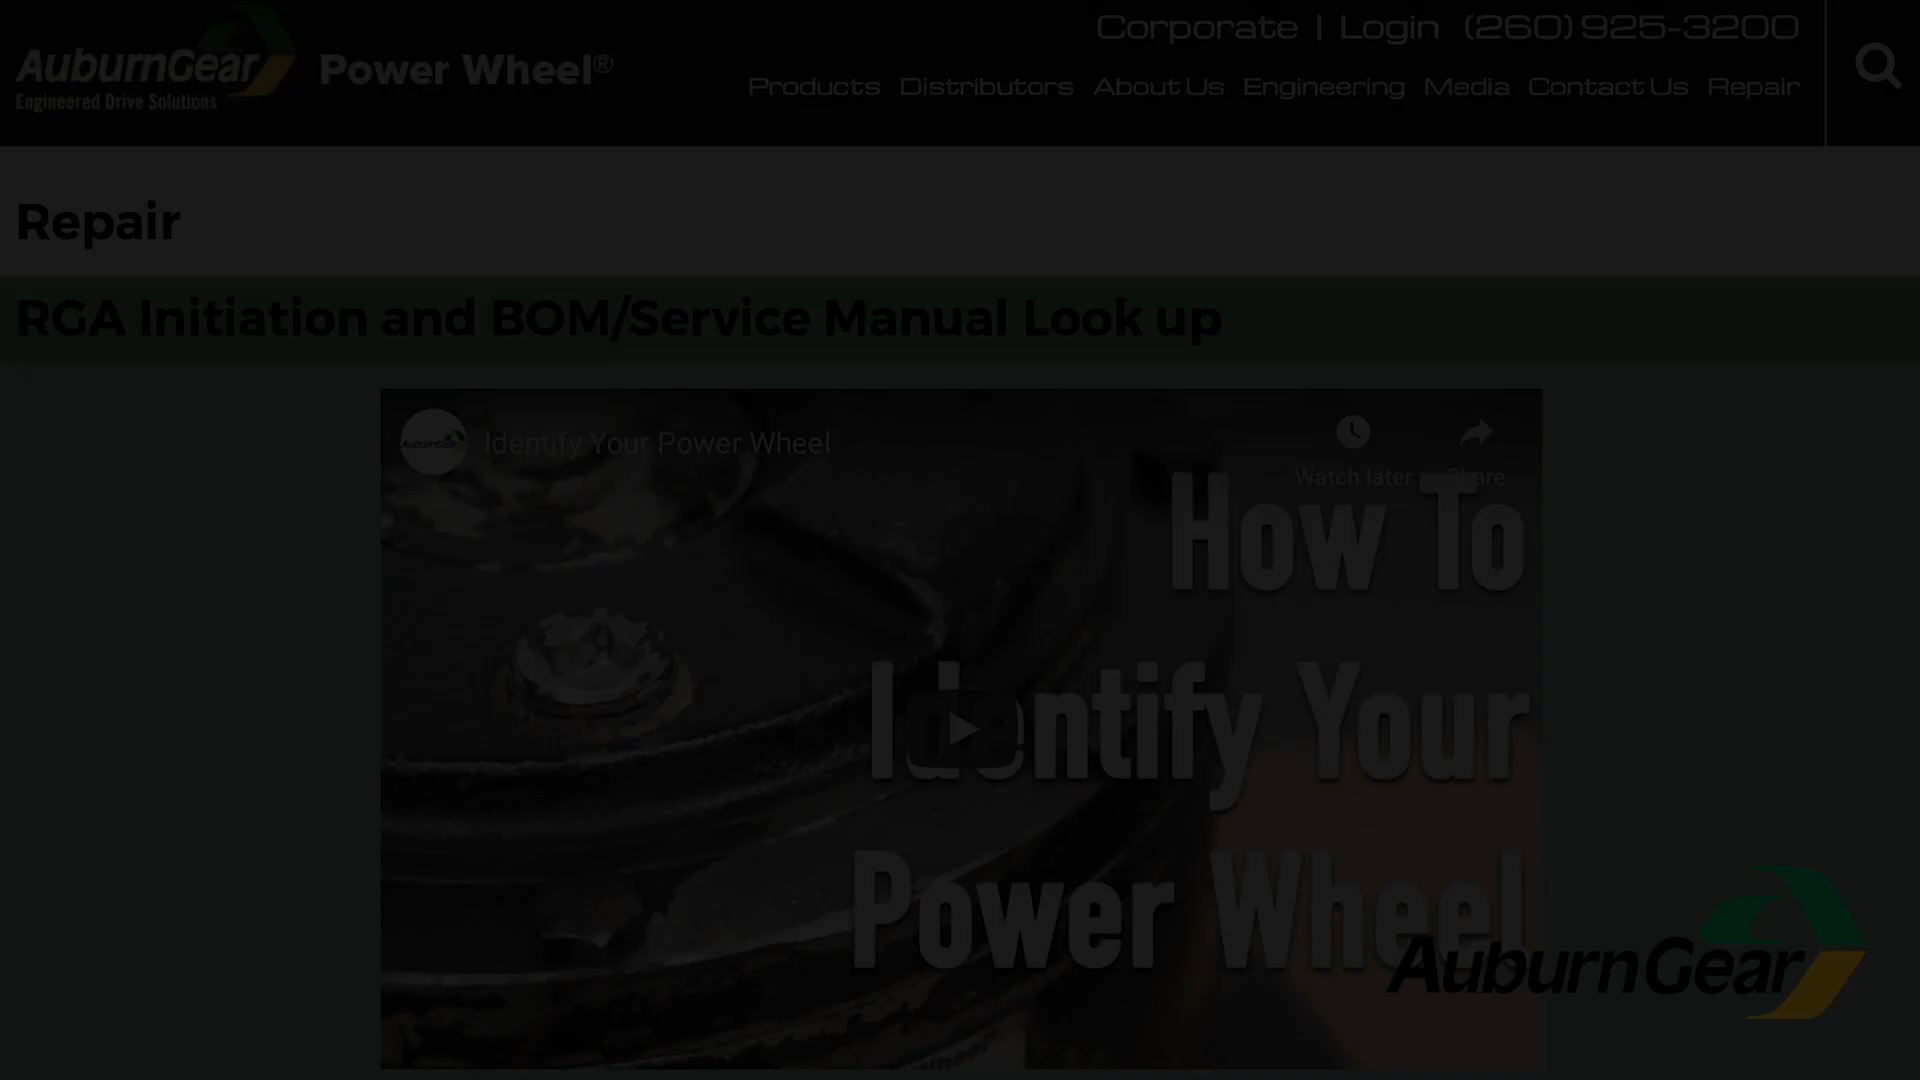 AuburnGear
Engineered Drive Solutions
Power Wheel®
Corporate | Login (260) 925-3200
Products Distributors About Us Engineering Media Contact Us Repair
Repair
RGA Initiation and BOM/Service Manual Look up
AuburnGear
Identify Your Power Wheel
Watch later
Share
How To
Identify Your
Power Wheel
AuburnGear